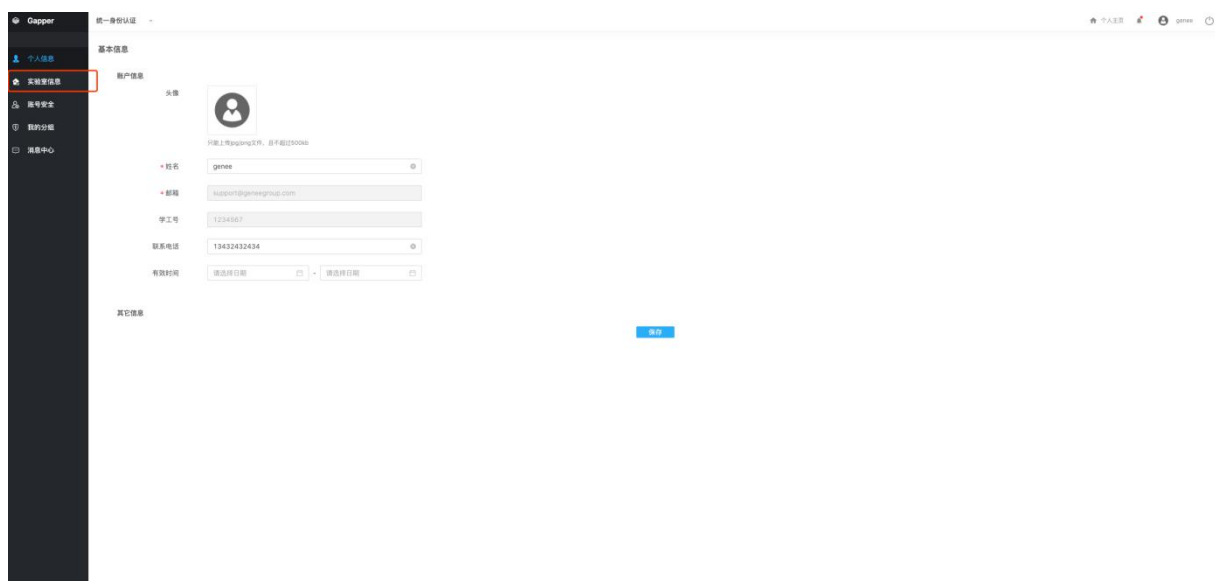 Gapper
统一身份认证
个人主页
genee
个人信息
实验室信息
账号安全
我的分组
消息中心
基本信息
账户信息
头像
只能上传jpg|png文件，且不超过500kb
* 姓名 genee
* 邮箱 support@geneegroup.com
学工号 1234567
联系电话 13432432434
有效时间 请选择日期 - 请选择日期
其它信息
保存